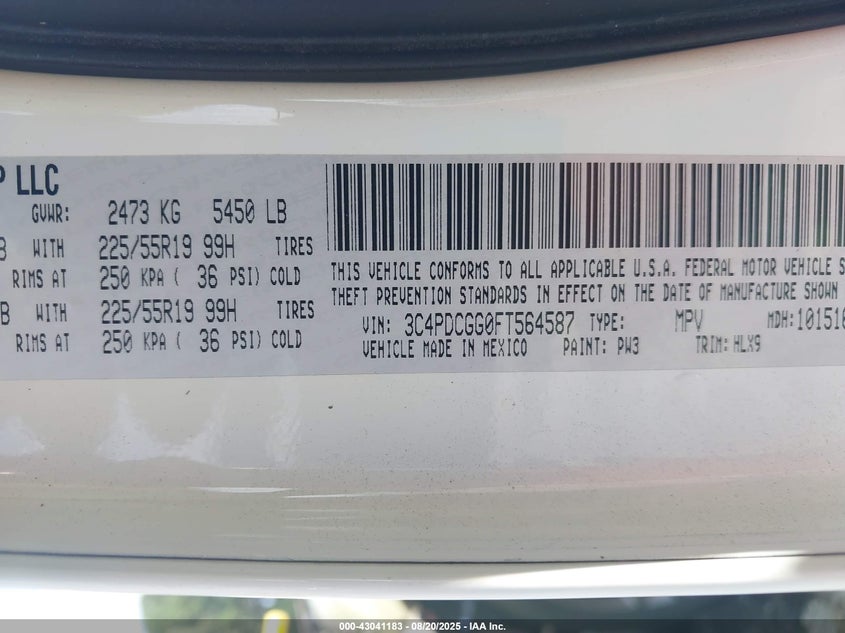 P LLC
GVWR: 2473 KG 5450 LB
B WITH 225/55R19 99H TIRES
RIMS AT 250 KPA ( 36 PSI) COLD
B WITH 225/55R19 99H TIRES
RIMS AT 250 KPA ( 36 PSI) COLD
THIS VEHICLE CONFORMS TO ALL APPLICABLE U.S.A. FEDERAL MOTOR VEHICLE S
THEFT PREVENTION STANDARDS IN EFFECT ON THE DATE OF MANUFACTURE SHOWN
VIN: 3C4PDCGG0FT564587 TYPE: MPV MDH: 101516
VEHICLE MADE IN MEXICO PAINT: PW3 TRIM: HLX9
000-43041183 - 08/20/2025 - IAA Inc.